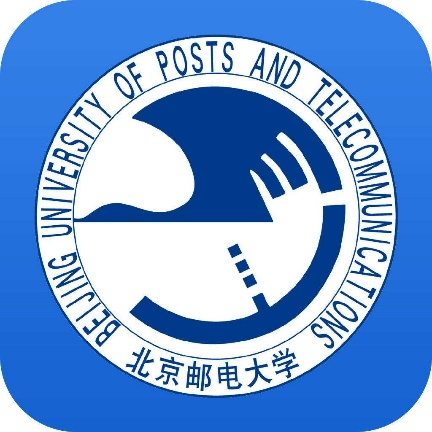 BEIJING UNIVERSITY OF POSTS AND TELECOMMUNICATIONS
北京邮电大学